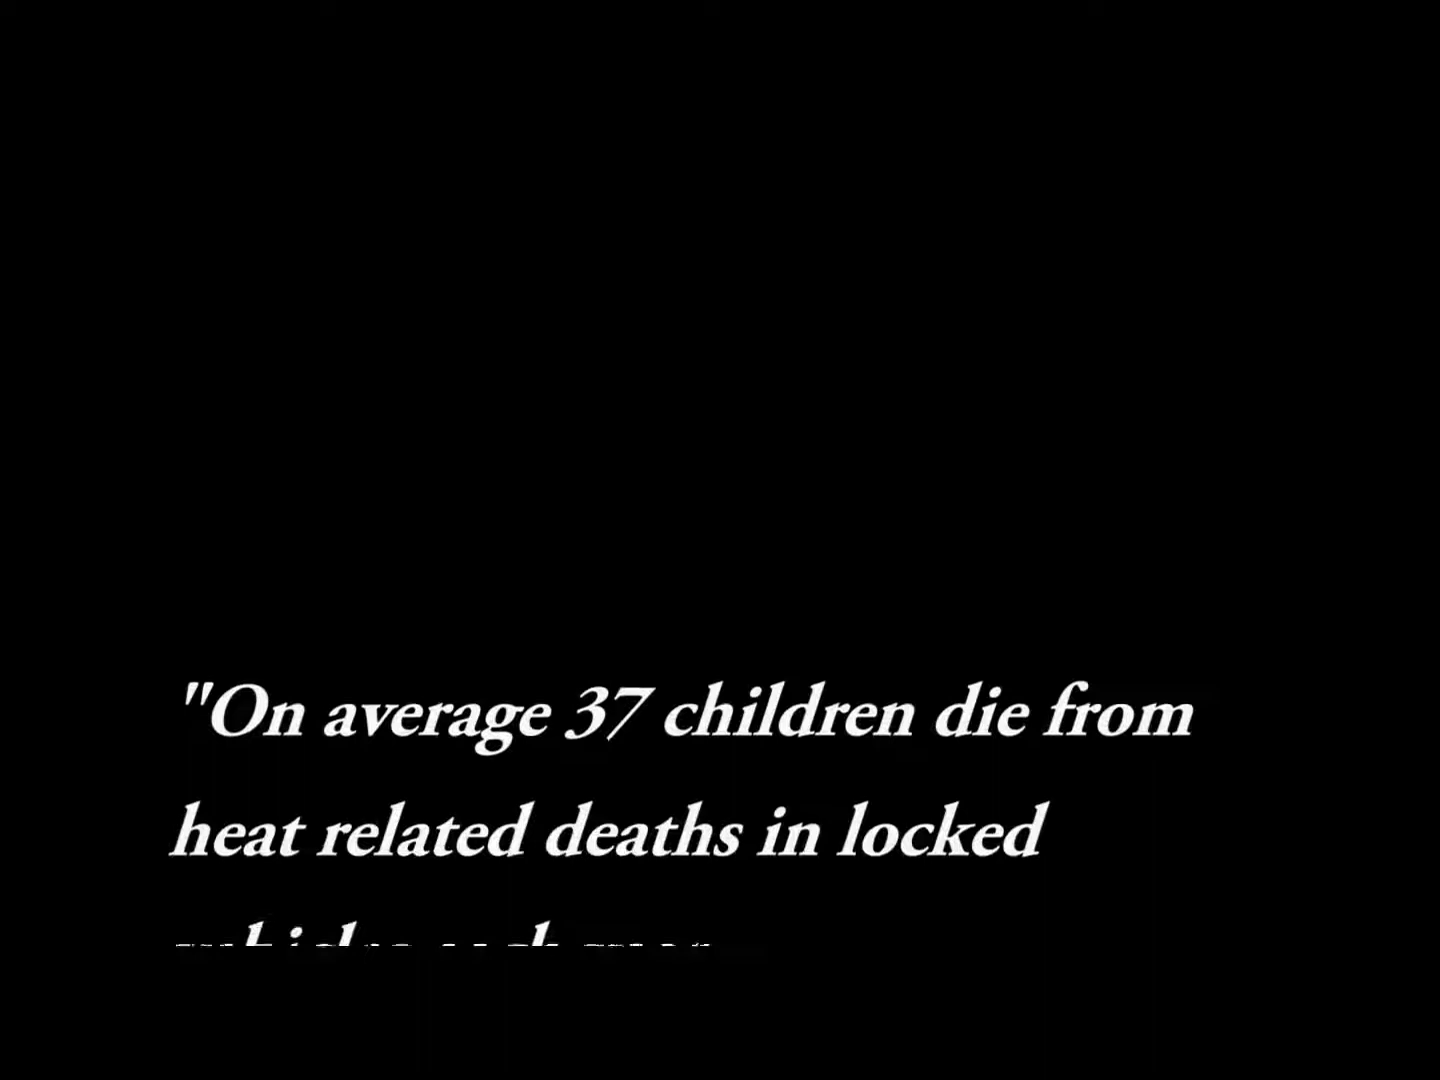 "On average 37 children die from
heat related deaths in locked